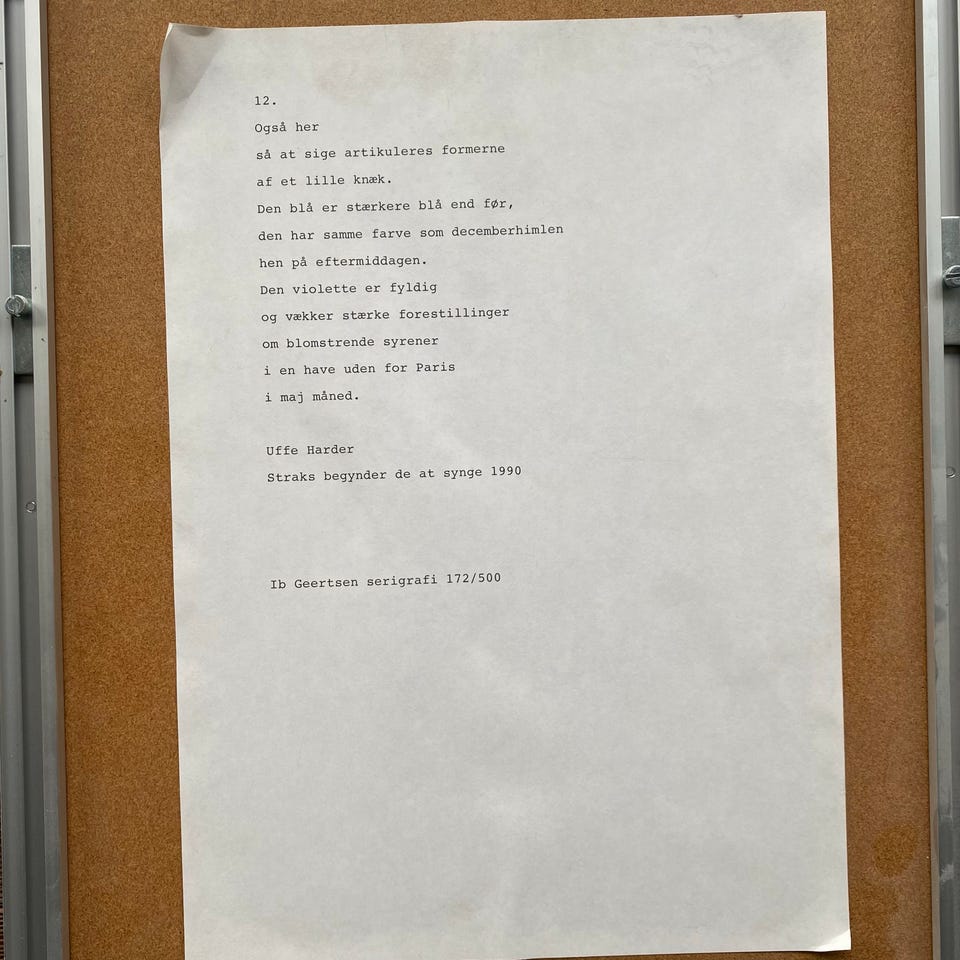 12.
Også her
så at sige artikuleres formerne
af et lille knæk.
Den blå er stærkere blå end før,
den har samme farve som decemberhimlen
hen på eftermiddagen.
Den violette er fyldig
og vækker stærke forestillinger
om blomstrende syrener
i en have uden for Paris
i maj måned.
Uffe Harder
Straks begynder de at synge 1990
Ib Geertsen serigrafi 172/500